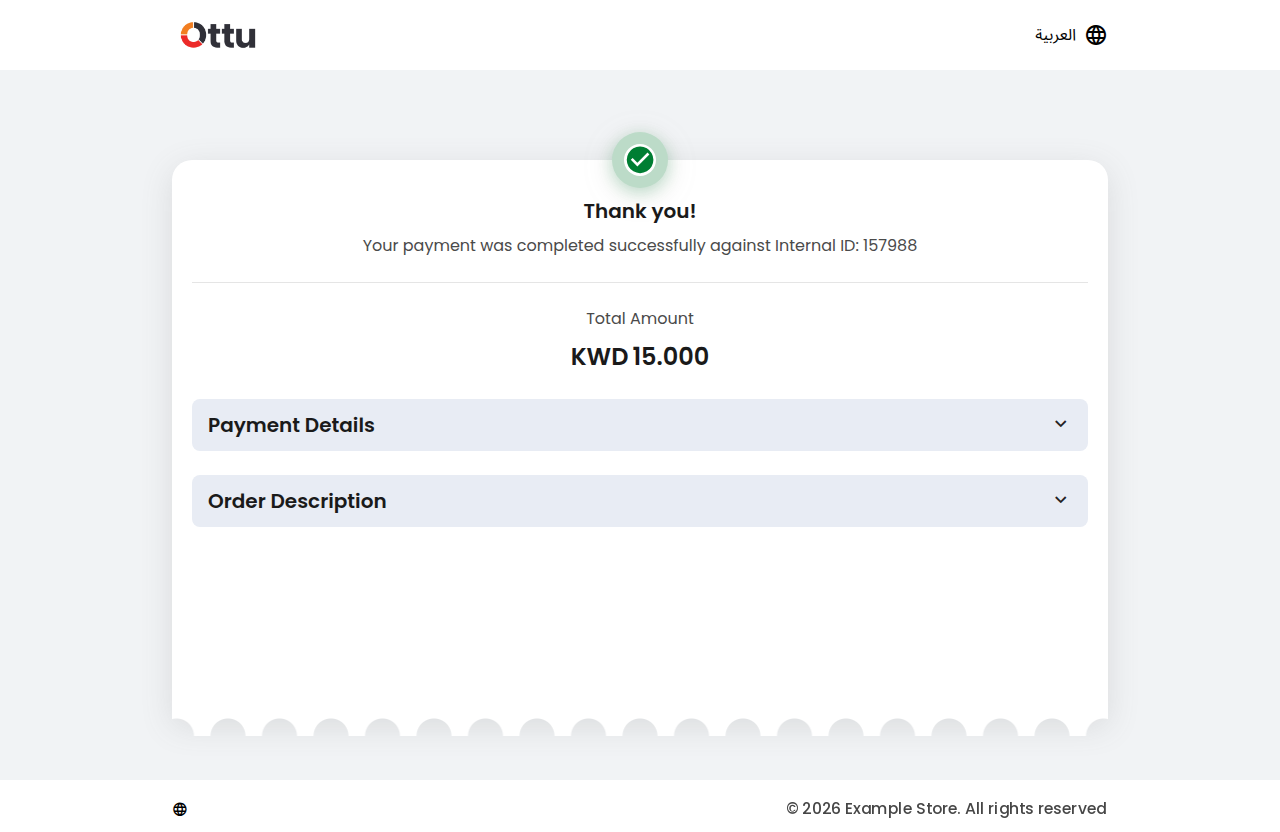 Ottu
العربية
Thank you!
Your payment was completed successfully against Internal ID: 157988
Total Amount
KWD 15.000
Payment Details
Order Description
© 2026 Example Store. All rights reserved